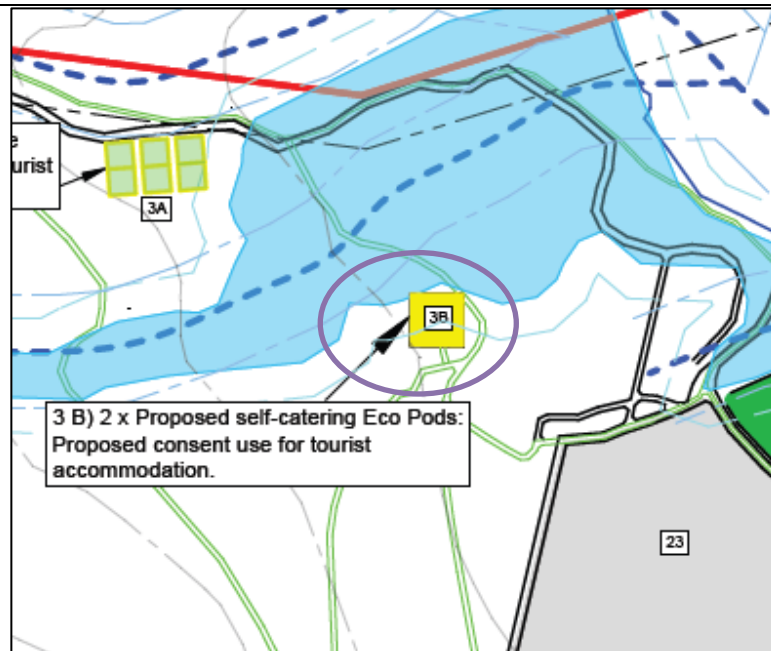 urist
3A
3B
3 B) 2 x Proposed self-catering Eco Pods:
Proposed consent use for tourist
accommodation.
23